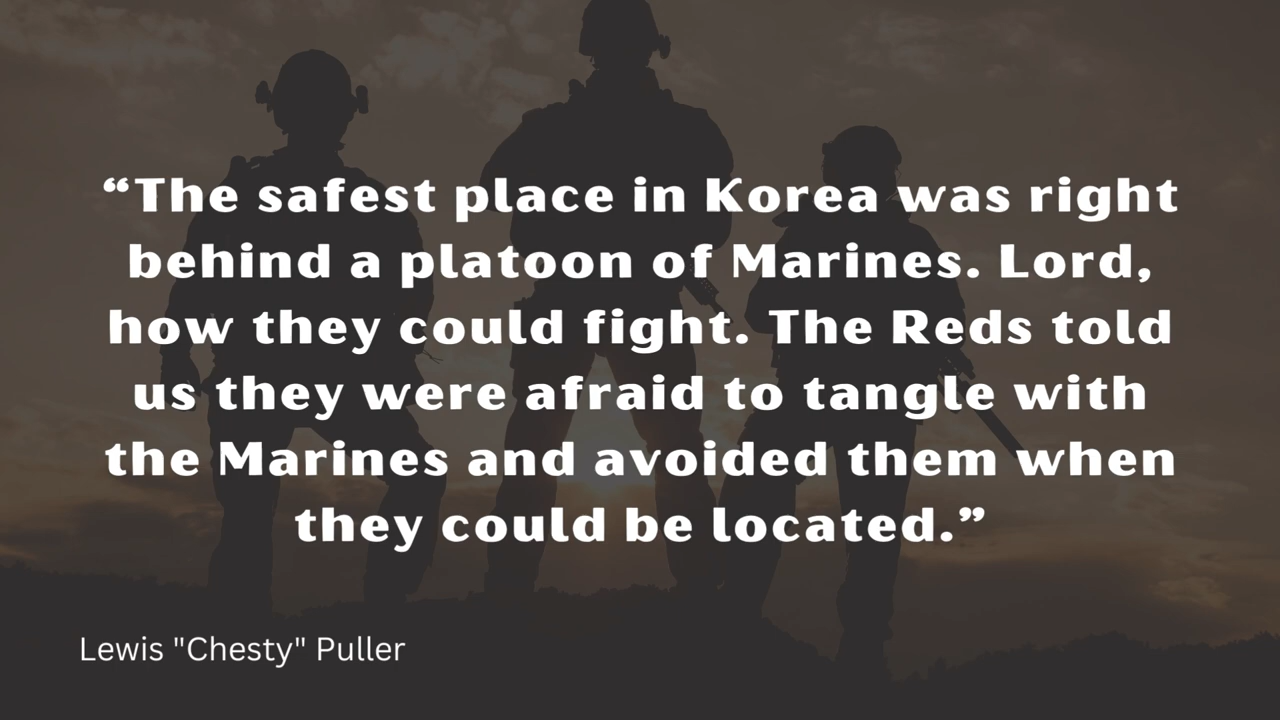 “The safest place in Korea was right
behind a platoon of Marines. Lord,
how they could fight. The Reds told
us they were afraid to tangle with
the Marines and avoided them when
they could be located.”
Lewis "Chesty" Puller